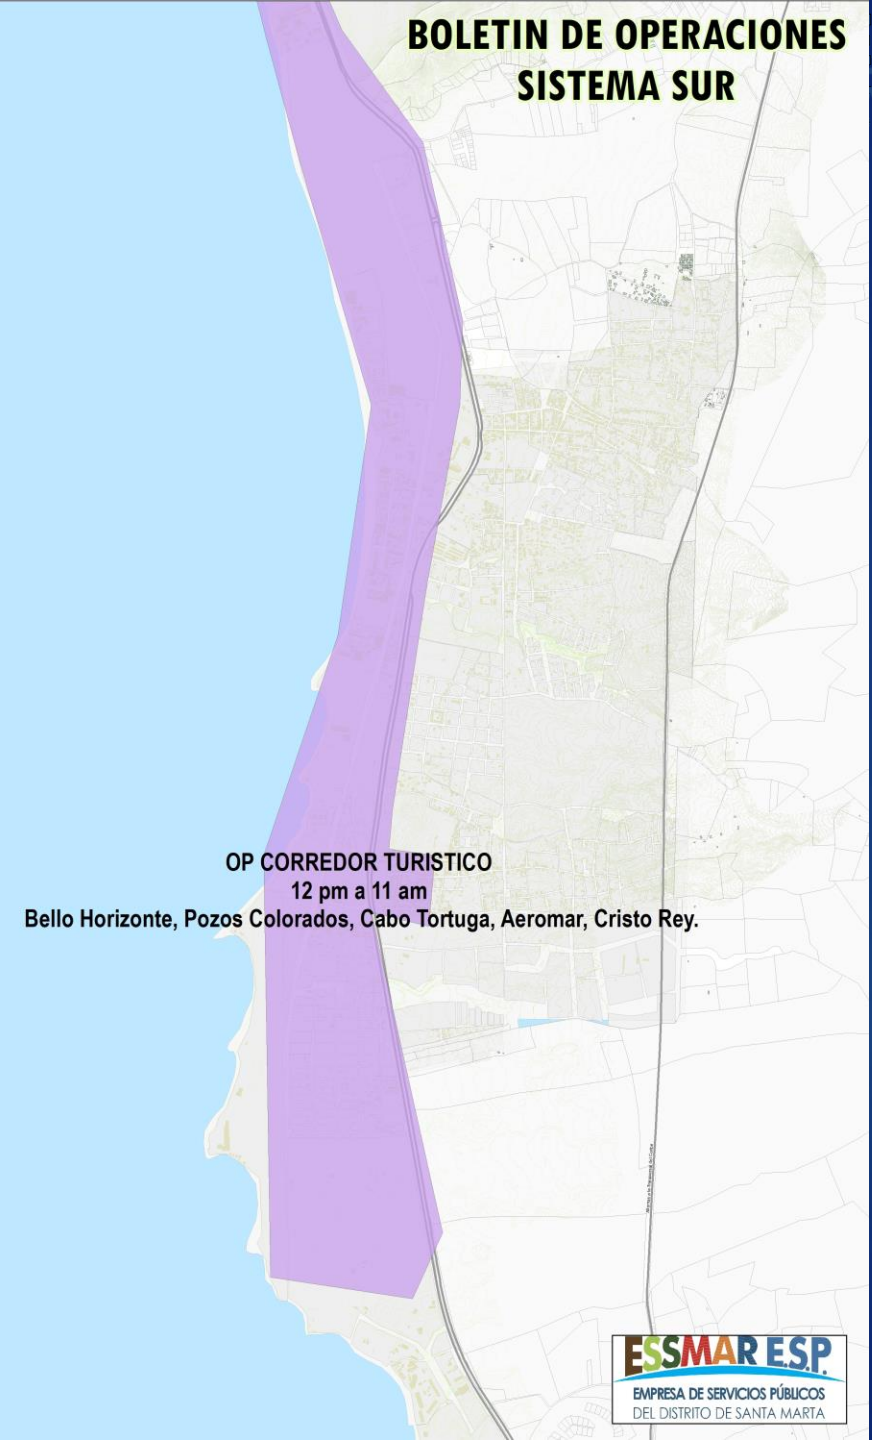 BOLETIN DE OPERACIONES
SISTEMA SUR
OP CORREDOR TURISTICO
12 pm a 11 am
Bello Horizonte, Pozos Colorados, Cabo Tortuga, Aeromar, Cristo Rey.
ESSMAR E.S.P.
EMPRESA DE SERVICIOS PÚBLICOS
DEL DISTRITO DE SANTA MARTA